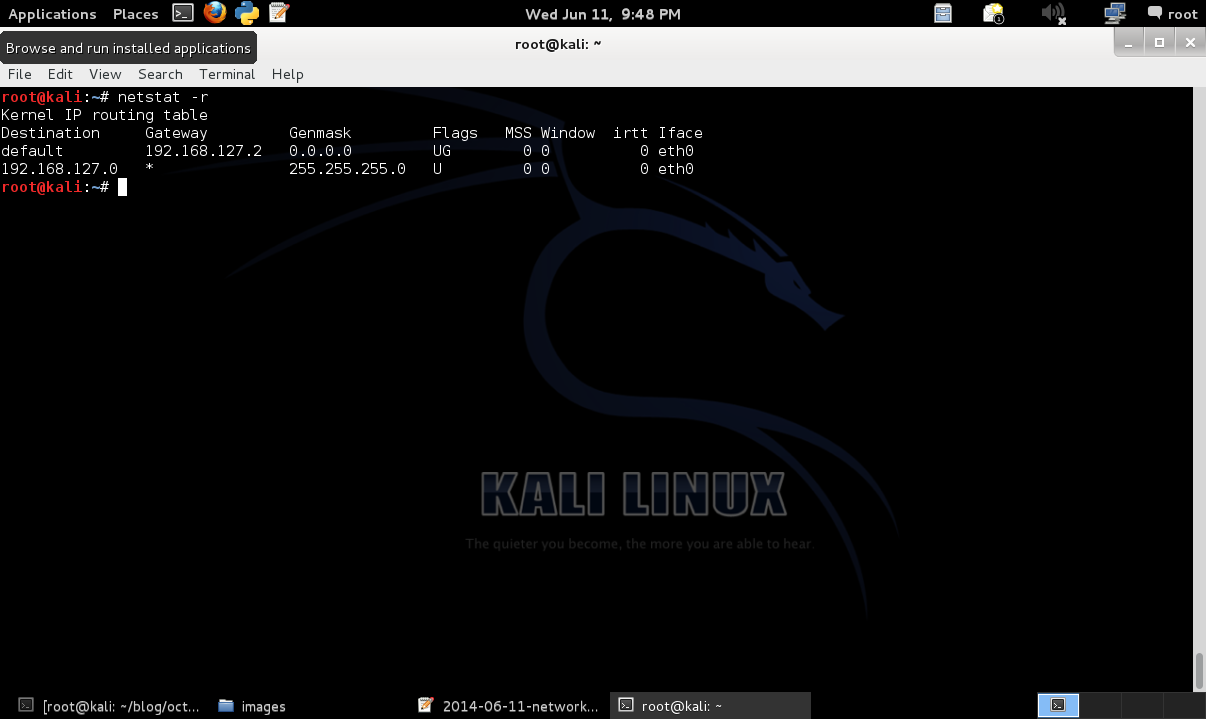 Applications Places Wed Jun 11, 9:48 PM 1 root
Browse and run installed applications
root@kali: ~
File Edit View Search Terminal Help
root@kali:~# netstat -r
Kernel IP routing table
Destination     Gateway         Genmask         Flags   MSS Window  irtt Iface
default         192.168.127.2   0.0.0.0         UG        0 0          0 eth0
192.168.127.0   *               255.255.255.0   U         0 0          0 eth0
root@kali:~#
KALI LINUX
The quieter you become, the more you are able to hear.
[root@kali: ~/blog/oct... images 2014-06-11-network... root@kali: ~